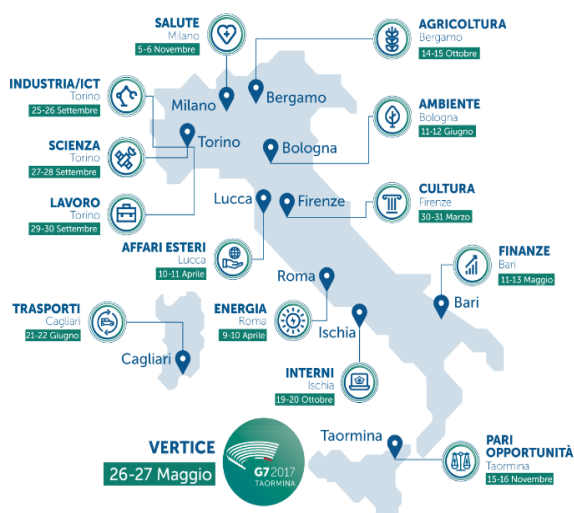 SALUTE
Milano
5-6 Novembre
AGRICOLTURA
Bergamo
14-15 Ottobre
INDUSTRIA/ICT
Torino
25-26 Settembre
Milano
Bergamo
AMBIENTE
Bologna
11-12 Giugno
SCIENZA
Torino
27-28 Settembre
Torino
Bologna
LAVORO
Torino
29-30 Settembre
Lucca
Firenze
CULTURA
Firenze
30-31 Marzo
AFFARI ESTERI
Lucca
10-11 Aprile
FINANZE
Bari
11-13 Maggio
Roma
Bari
TRASPORTI
Cagliari
21-22 Giugno
ENERGIA
Roma
9-10 Aprile
Ischia
Cagliari
INTERNI
Ischia
19-20 Ottobre
VERTICE
26-27 Maggio
G7 2017
TAORMINA
Taormina
PARI
OPPORTUNITÀ
Taormina
15-16 Novembre